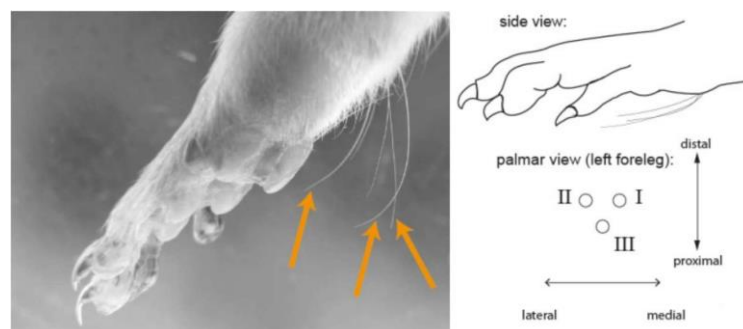 side view:
palmar view (left foreleg):
distal
II I
III
proximal
lateral medial